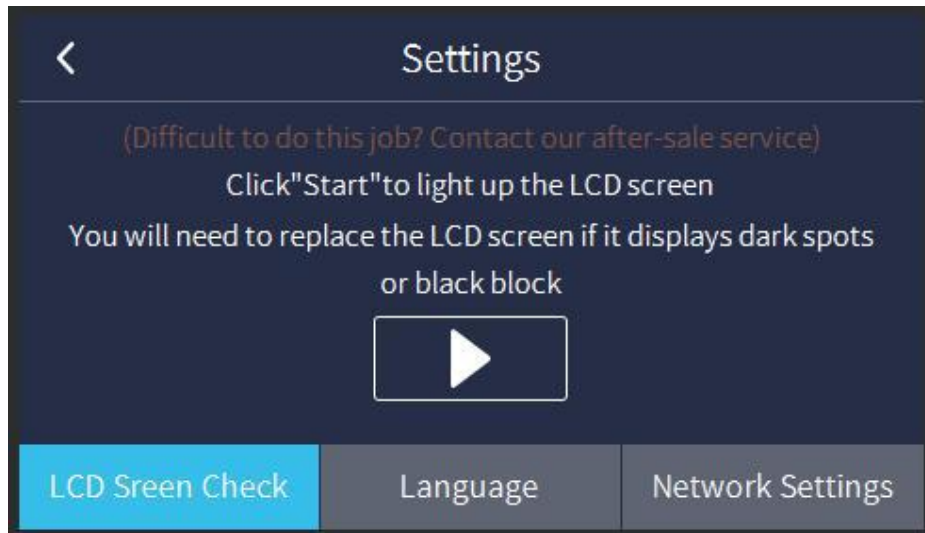 Settings
(Difficult to do this job? Contact our after-sale service)
Click"Start"to light up the LCD screen
You will need to replace the LCD screen if it displays dark spots
or black block
LCD Sreen Check
Language
Network Settings